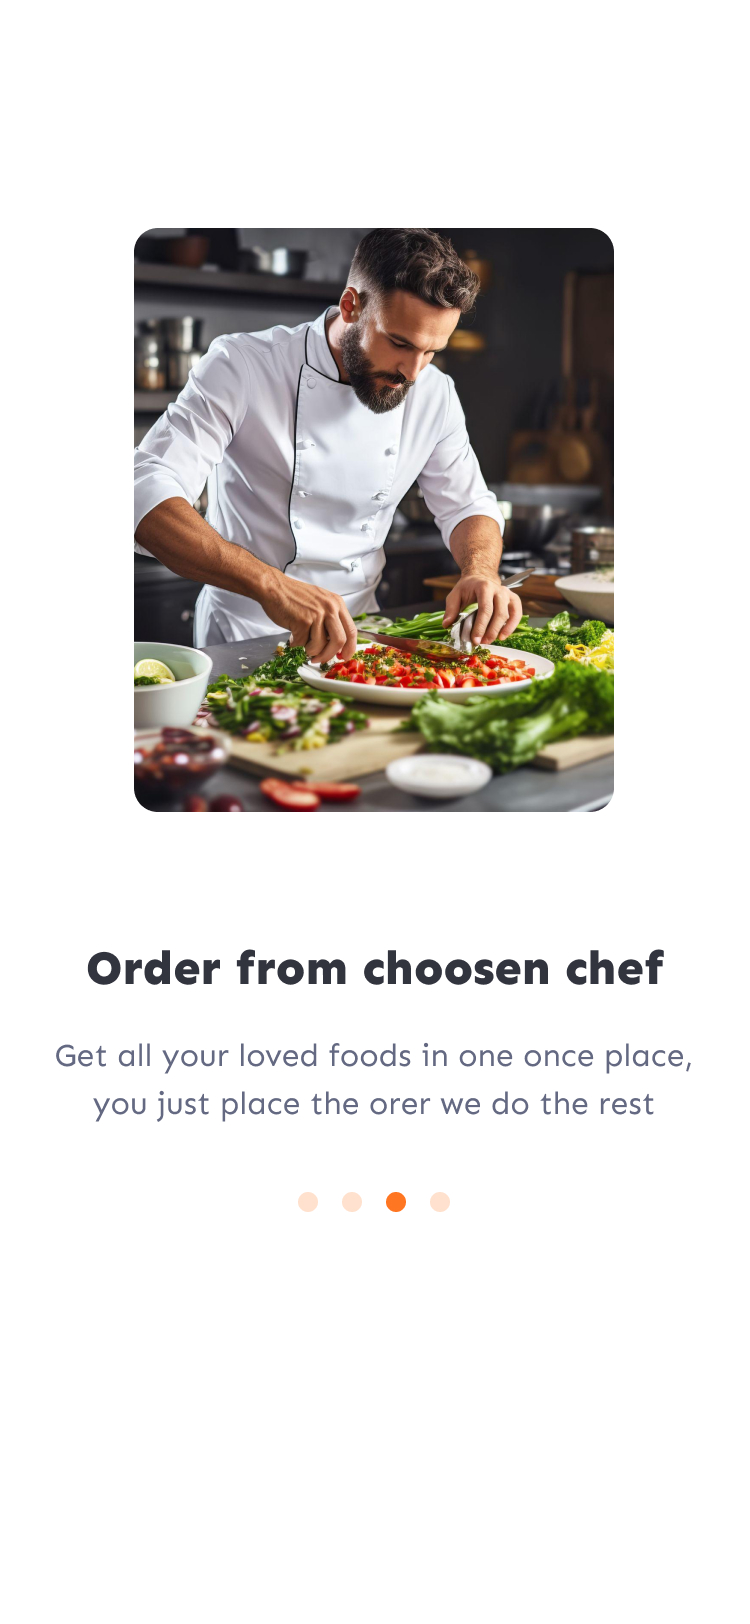 Order from choosen chef
Get all your loved foods in one once place,
you just place the orer we do the rest